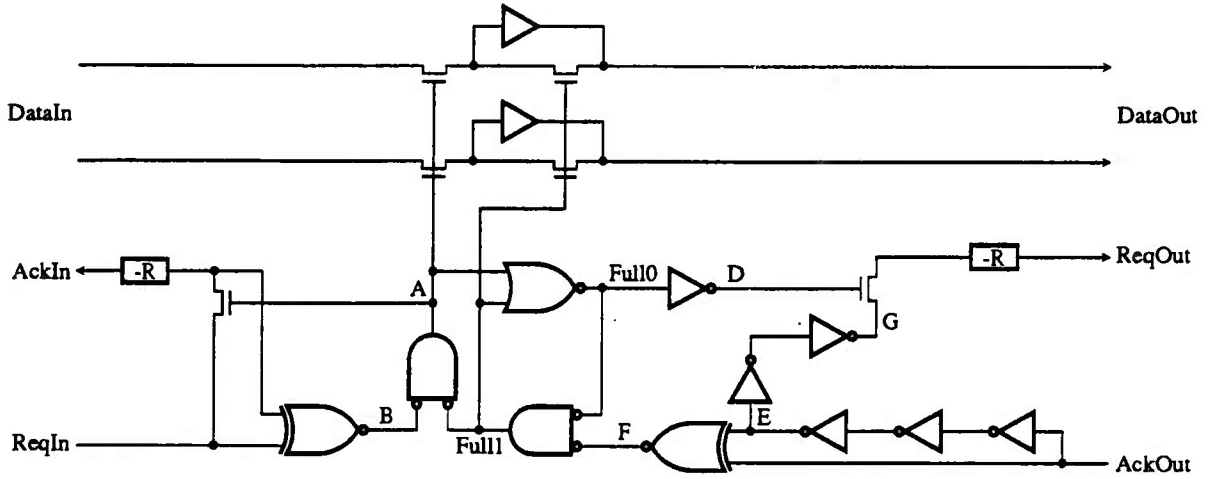 DataIn
DataOut
AckIn
-R
A
Full0
D
-R
ReqOut
G
B
Full1
F
E
ReqIn
AckOut